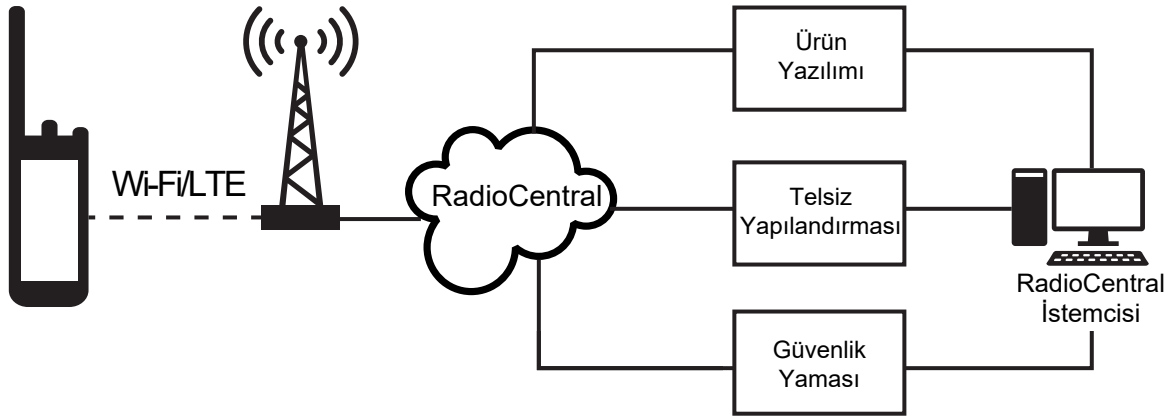 Wi-Fi/LTE
RadioCentral
Ürün
Yazılımı
Telsiz
Yapılandırması
Güvenlik
Yaması
RadioCentral
İstemcisi